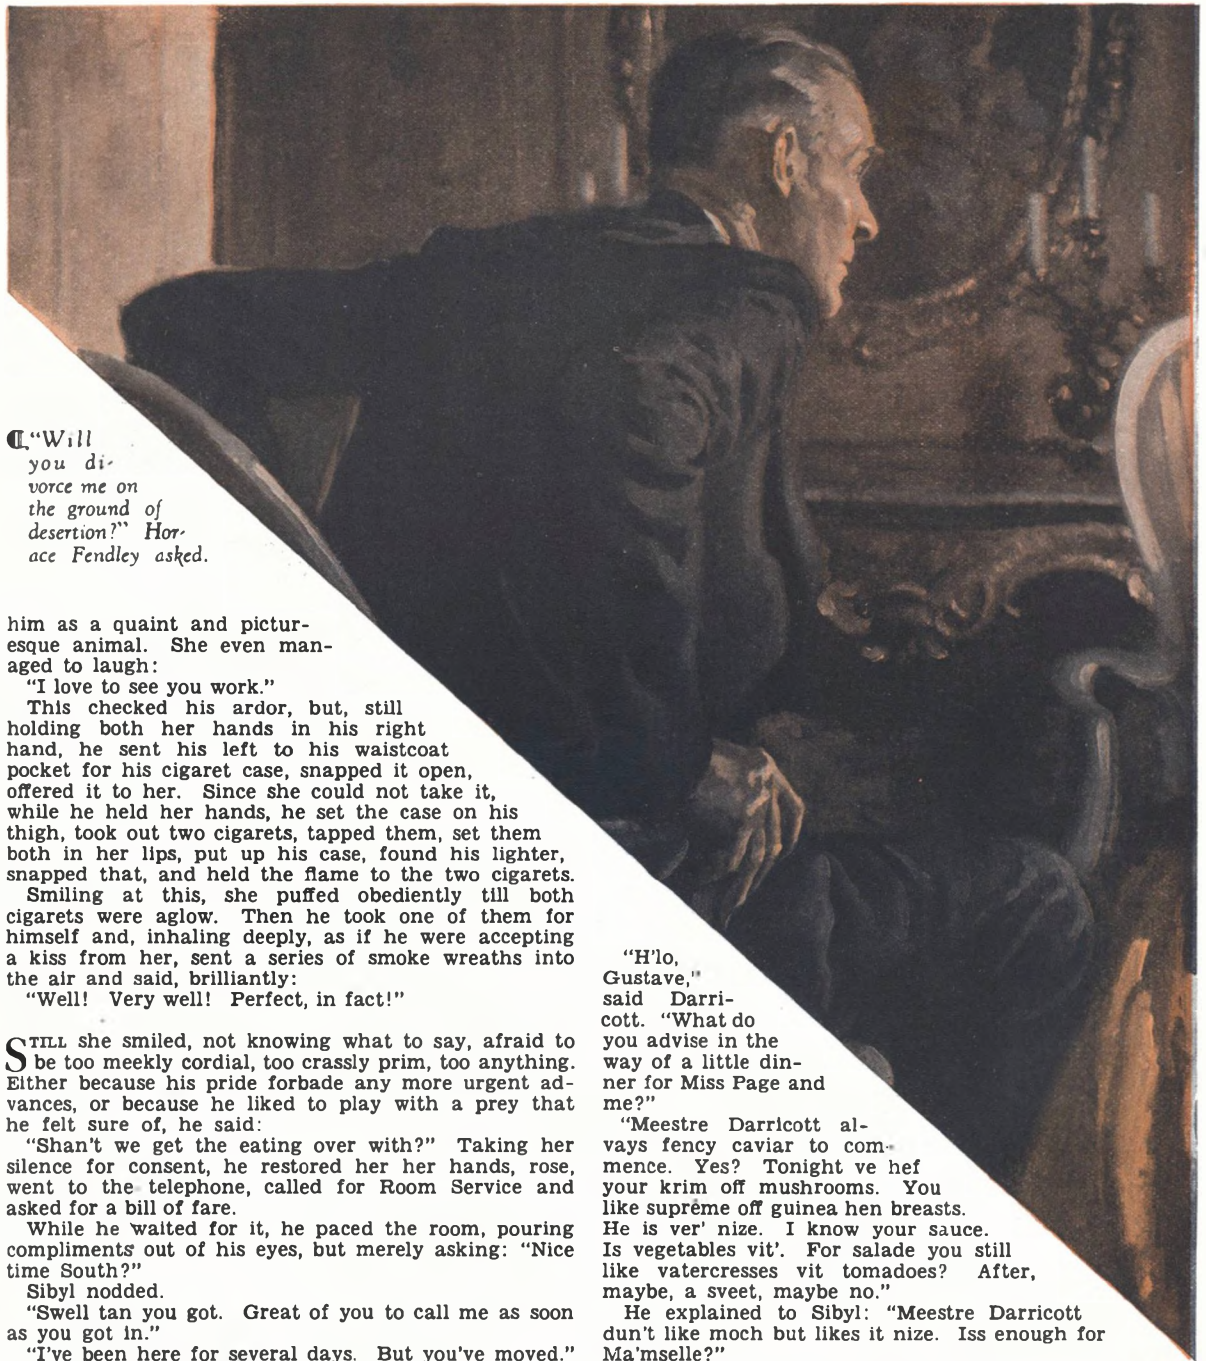 ⁋"Will
you di-
vorce me on
the ground of
desertion?" Hor-
ace Fendley asked.
him as a quaint and pictur-
esque animal. She even man-
aged to laugh:
"I love to see you work."
This checked his ardor, but, still
holding both her hands in his right
hand, he sent his left to his waistcoat
pocket for his cigaret case, snapped it open,
offered it to her. Since she could not take it,
while he held her hands, he set the case on his
thigh, took out two cigarets, tapped them, set them
both in her lips, put up his case, found his lighter,
snapped that, and held the flame to the two cigarets.
Smiling at this, she puffed obediently till both
cigarets were aglow. Then he took one of them for
himself and, inhaling deeply, as if he were accepting
a kiss from her, sent a series of smoke wreaths into
the air and said, brilliantly:
"Well! Very well! Perfect, in fact!"
STILL she smiled, not knowing what to say, afraid to
be too meekly cordial, too crassly prim, too anything.
Either because his pride forbade any more urgent ad-
vances, or because he liked to play with a prey that
he felt sure of, he said:
"Shan't we get the eating over with?" Taking her
silence for consent, he restored her her hands, rose,
went to the telephone, called for Room Service and
asked for a bill of fare.
While he waited for it, he paced the room, pouring
compliments out of his eyes, but merely asking: "Nice
time South?"
Sibyl nodded.
"Swell tan you got. Great of you to call me as soon
as you got in."
"I've been here for several days. But you've moved."
"H'lo,
Gustave,"
said Darri-
cott. "What do
you advise in the
way of a little din-
ner for Miss Page and
me?"
"Meestre Darricott al-
vays fency caviar to com-
mence. Yes? Tonight ve hef
your krim off mushrooms. You
like suprême off guinea hen breasts.
He is ver' nize. I know your sauce.
Is vegetables vit'. For salade you still
like vatercresses vit tomadoes? After,
maybe, a sveet, maybe no."
He explained to Sibyl: "Meestre Darricott
dun't like moch but likes it nize. Iss enough for
Ma'mselle?"